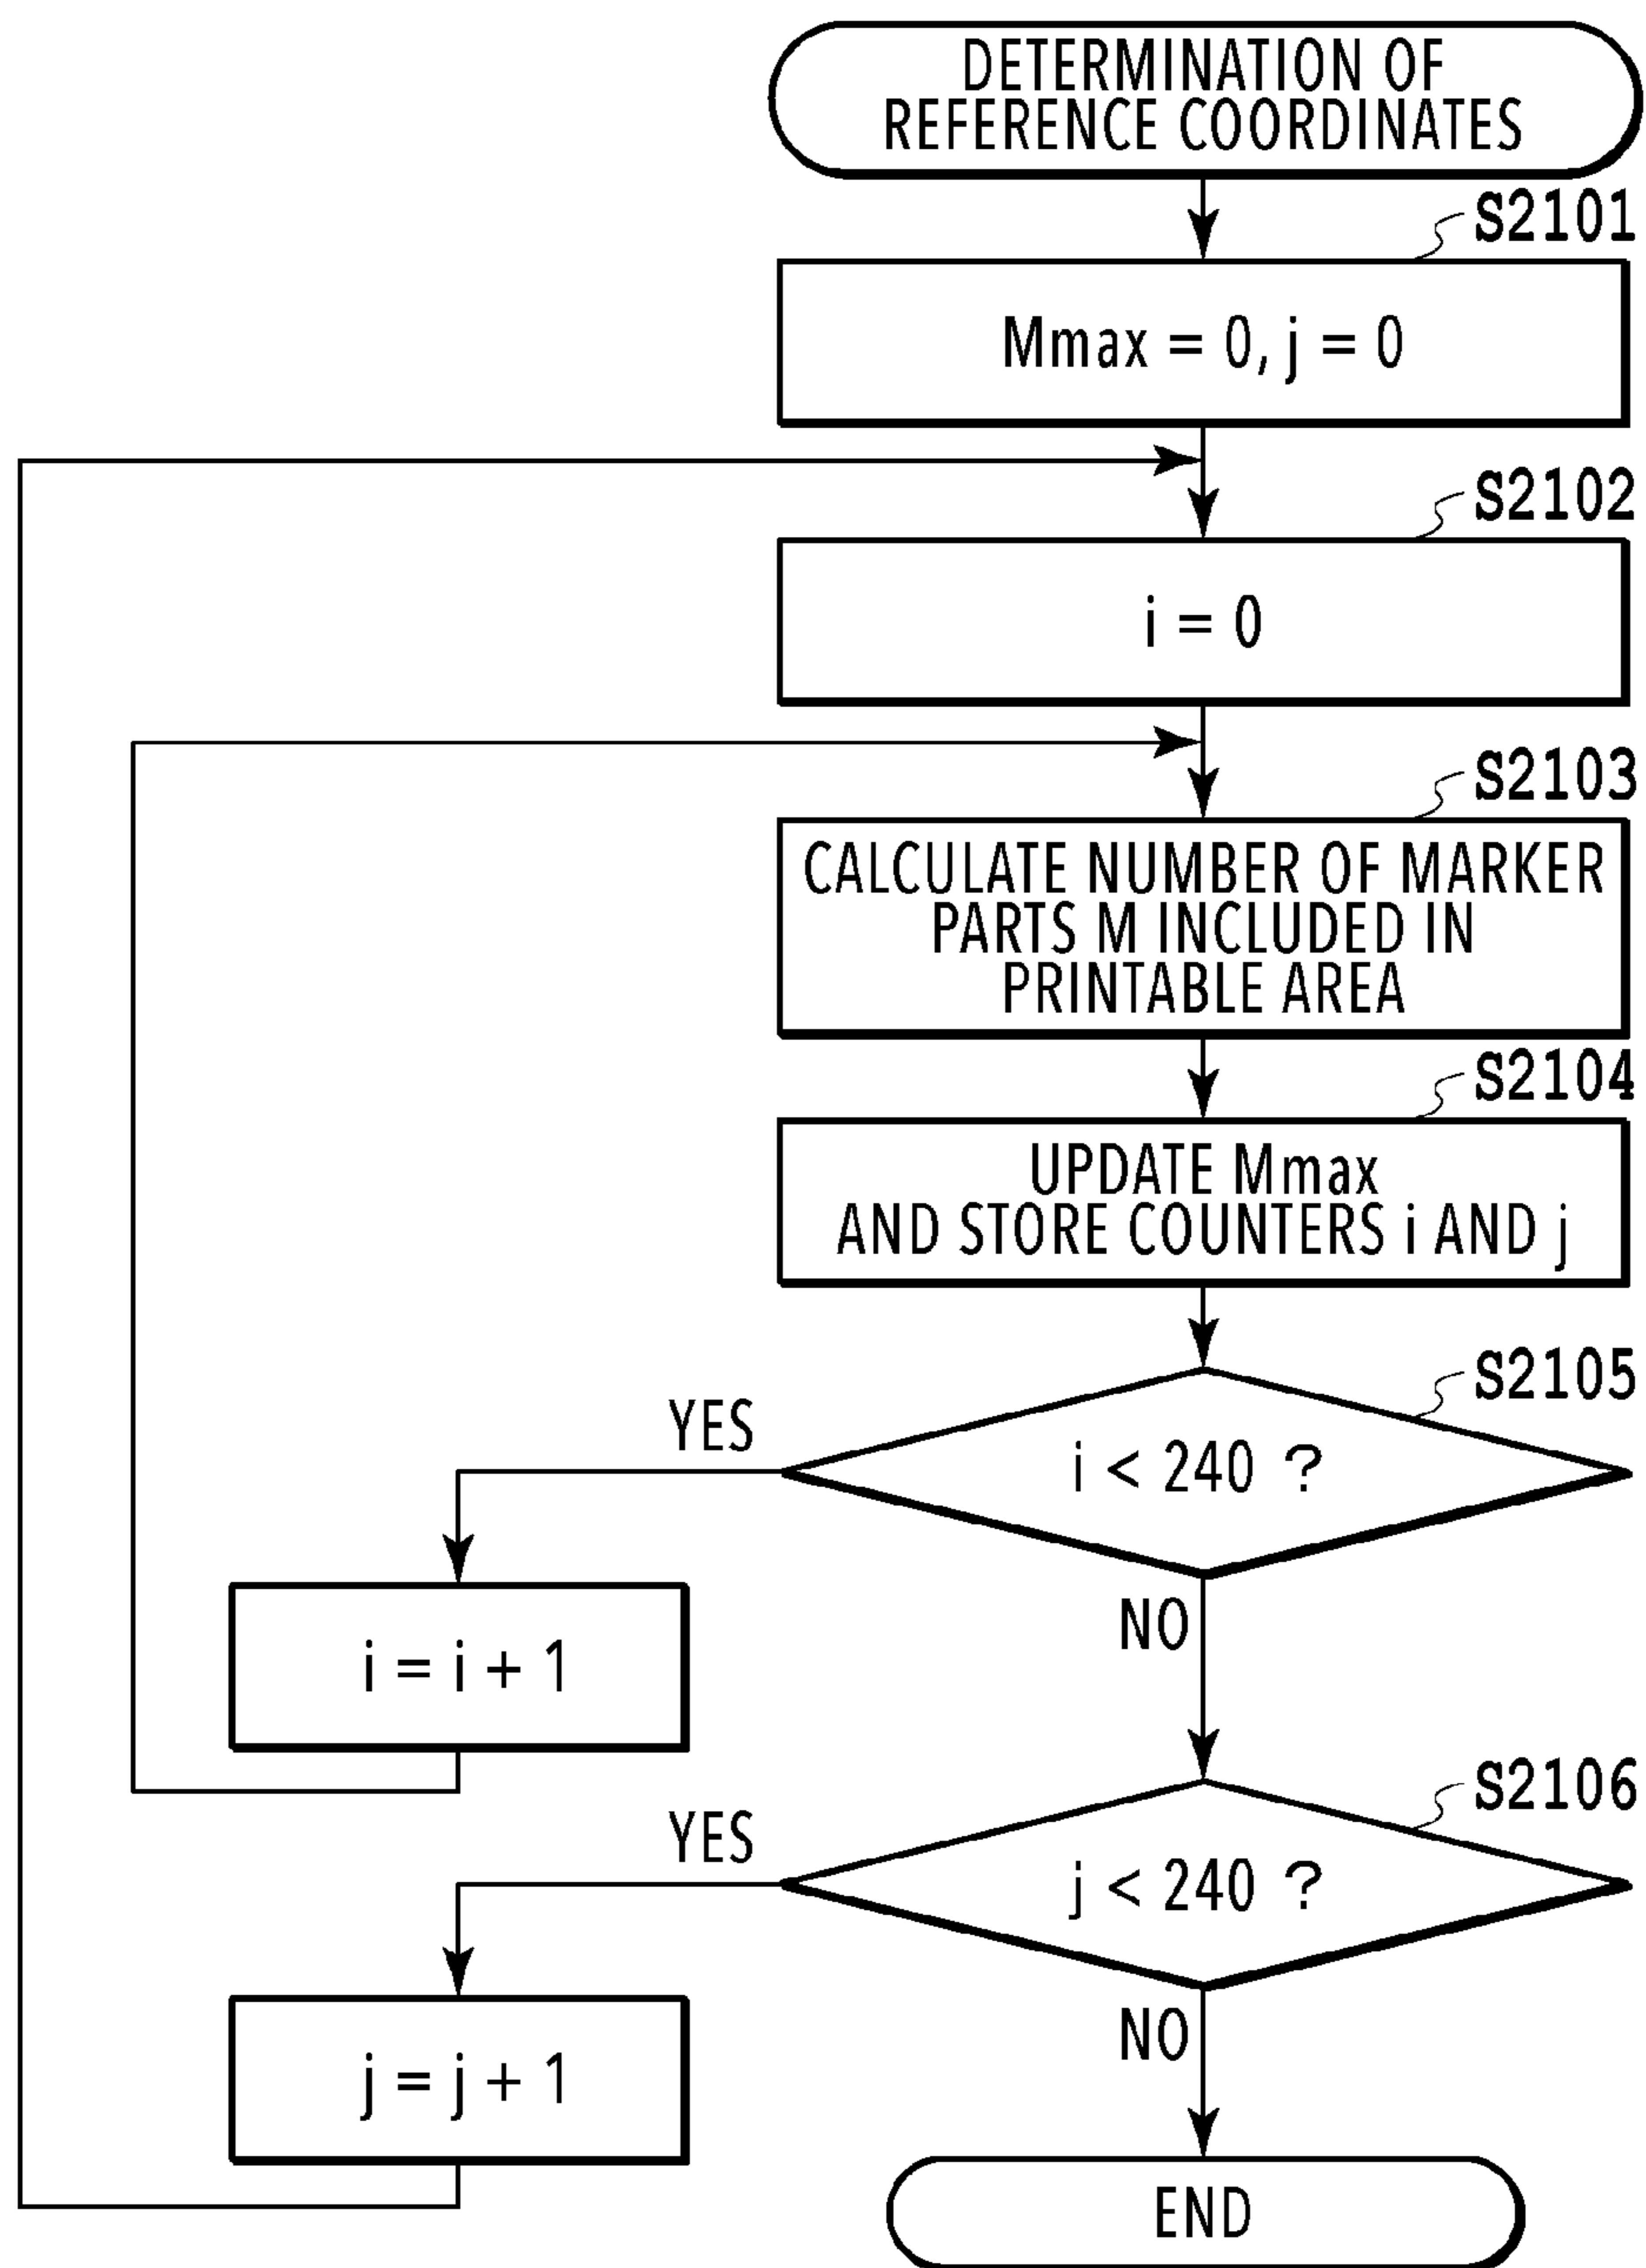 DETERMINATION OF
REFERENCE COORDINATES
S2101
Mmax = 0, j = 0
S2102
i = 0
S2103
CALCULATE NUMBER OF MARKER
PARTS M INCLUDED IN
PRINTABLE AREA
S2104
UPDATE Mmax
AND STORE COUNTERS i AND j
S2105
YES
i < 240 ?
NO
i = i + 1
S2106
YES
j < 240 ?
NO
j = j + 1
END